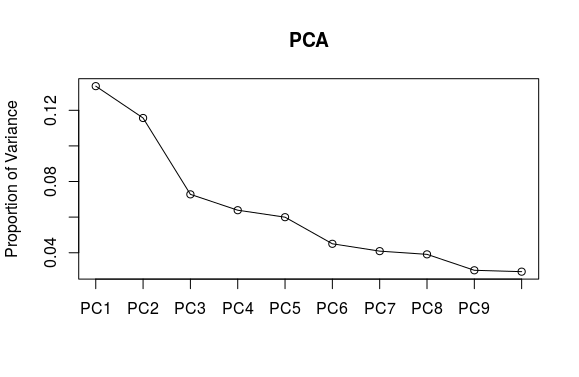 PCA
Proportion of Variance
0.12
0.08
0.04
PC1 PC2 PC3 PC4 PC5 PC6 PC7 PC8 PC9